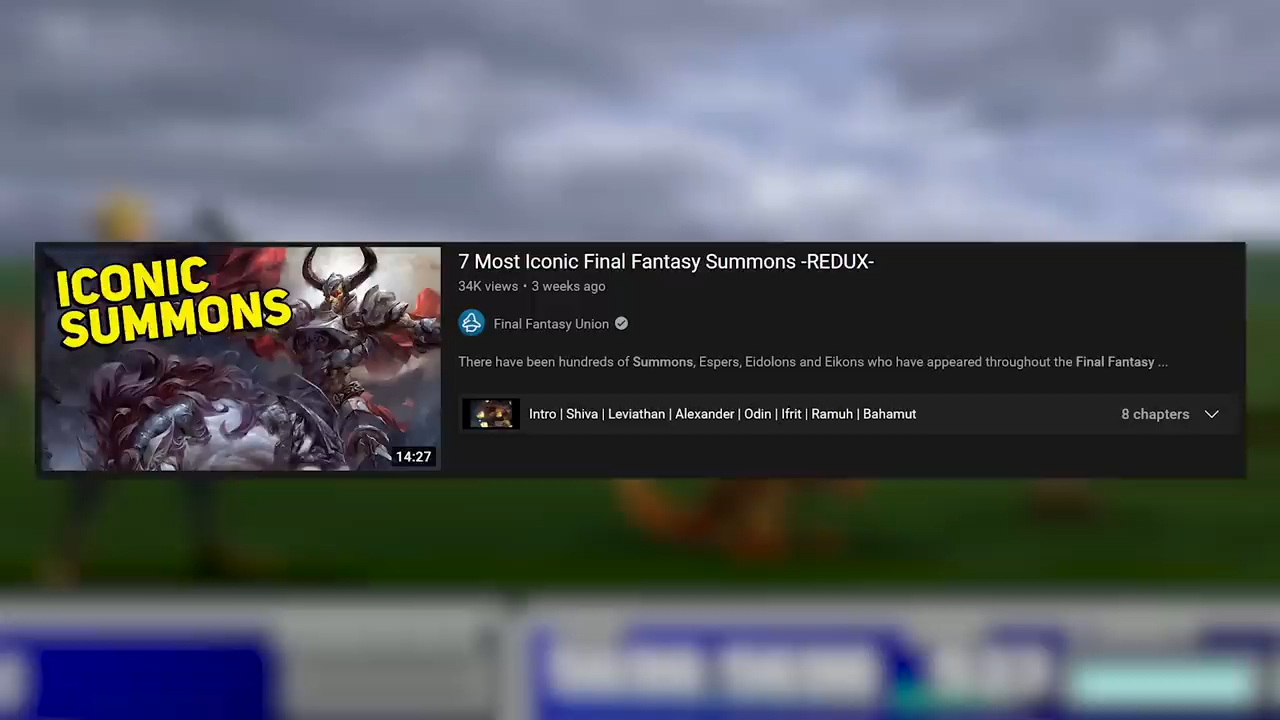 ICONIC
SUMMONS
14:27
7 Most Iconic Final Fantasy Summons -REDUX-
34K views • 3 weeks ago
Final Fantasy Union
There have been hundreds of Summons, Espers, Eidolons and Eikons who have appeared throughout the Final Fantasy ...
Intro | Shiva | Leviathan | Alexander | Odin | Ifrit | Ramuh | Bahamut
8 chapters